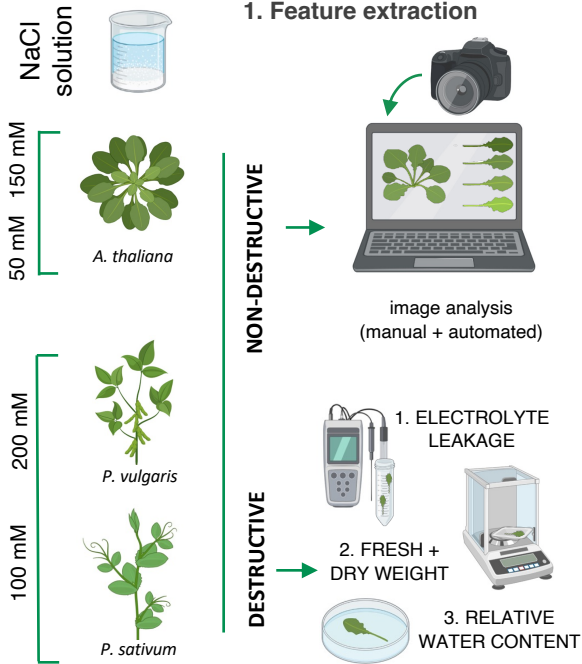 1. Feature extraction
NaCl
solution
150 mM
50 mM
A. thaliana
NON-DESTRUCTIVE
image analysis
(manual + automated)
200 mM
100 mM
P. vulgaris
P. sativum
DESTRUCTIVE
1. ELECTROLYTE
LEAKAGE
2. FRESH +
DRY WEIGHT
3. RELATIVE
WATER CONTENT